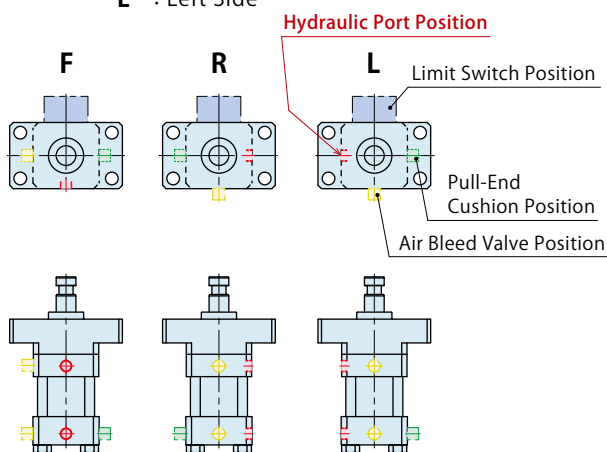 L : Left Side
Hydraulic Port Position
F R L
Limit Switch Position
Pull-End
Cushion Position
Air Bleed Valve Position